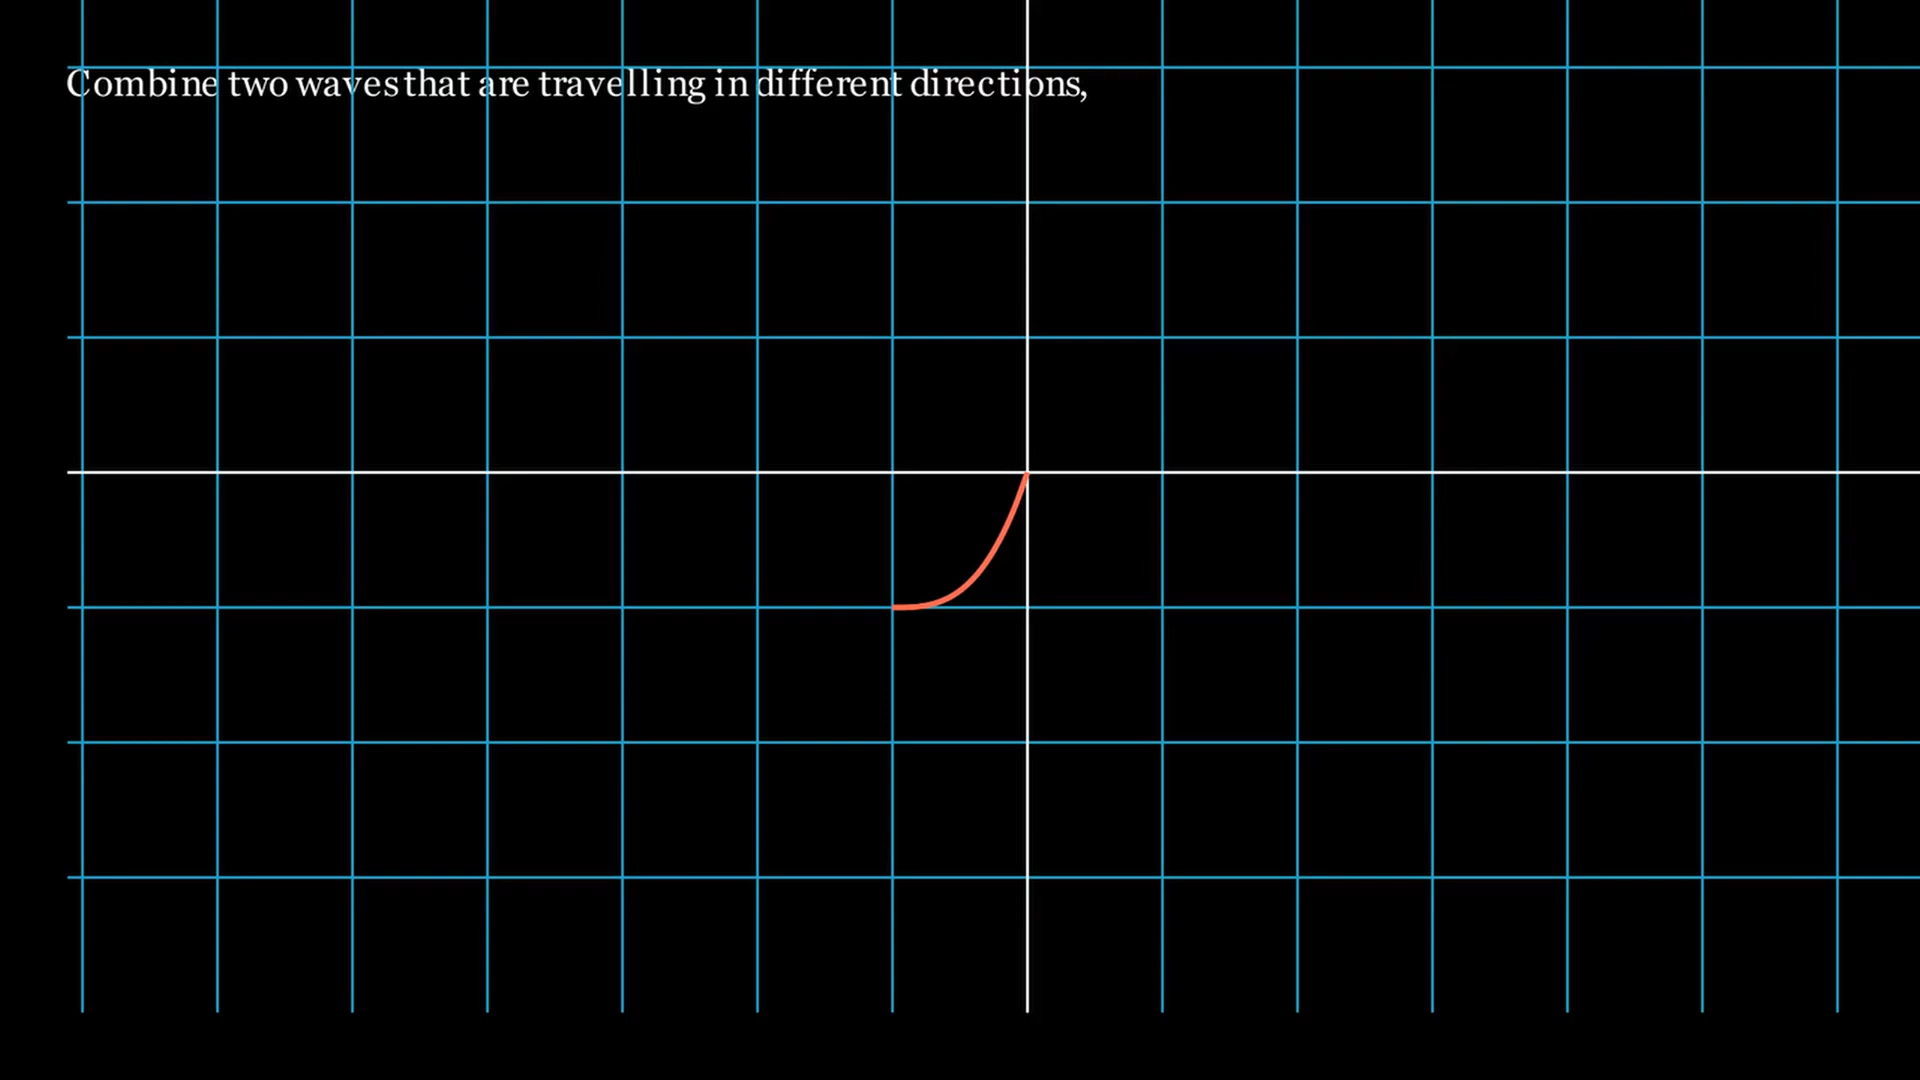 Combine two waves that are travelling in different directions,